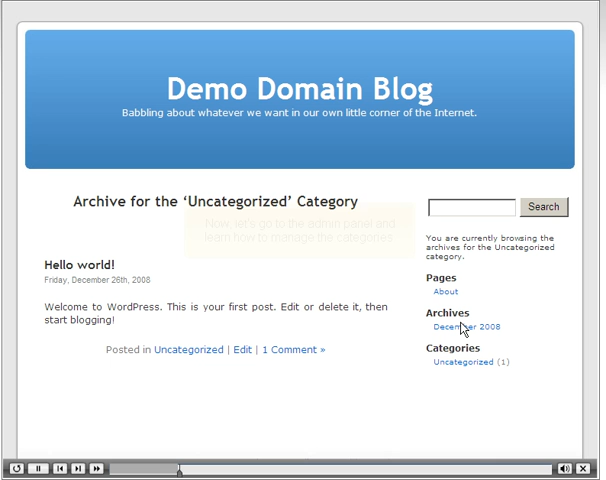 Demo Domain Blog
Babbling about whatever we want in our own little corner of the Internet.
Archive for the ‘Uncategorized’ Category
Now, let's go to the admin panel and
learn how to manage the categories
Hello world!
Friday, December 26th, 2008
Welcome to WordPress. This is your first post. Edit or delete it, then
start blogging!
Posted in Uncategorized | Edit | 1 Comment »
Search
You are currently browsing the
archives for the Uncategorized
category.
Pages
About
Archives
December 2008
Categories
Uncategorized (1)